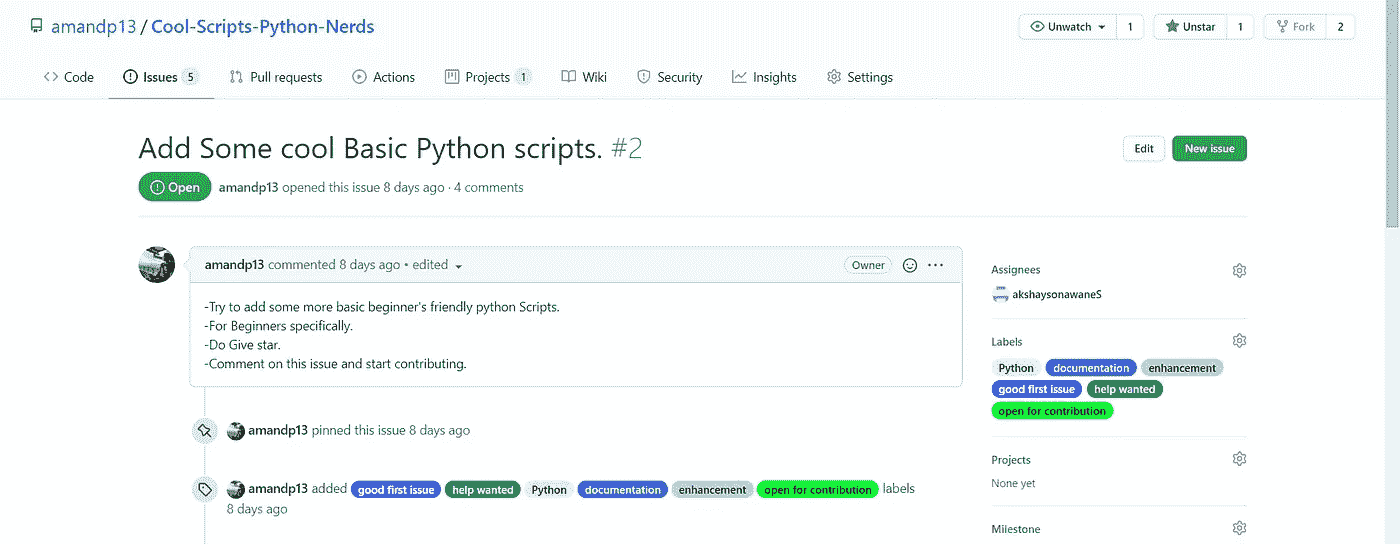 amandp13 / Cool-Scripts-Python-Nerds
Unwatch 1 Unstar 1 Fork 2
Code Issues 5 Pull requests Actions Projects 1 Wiki Security Insights Settings
Add Some cool Basic Python scripts. #2
Edit New issue
Open amandp13 opened this issue 8 days ago · 4 comments
amandp13 commented 8 days ago • edited
Owner
-Try to add some more basic beginner's friendly python Scripts.
-For Beginners specifically.
-Do Give star.
-Comment on this issue and start contributing.
amandp13 pinned this issue 8 days ago
amandp13 added good first issue help wanted Python documentation enhancement open for contribution labels
8 days ago
Assignees
akshaysonawaneS
Labels
Python documentation enhancement
good first issue help wanted
open for contribution
Projects
None yet
Milestone